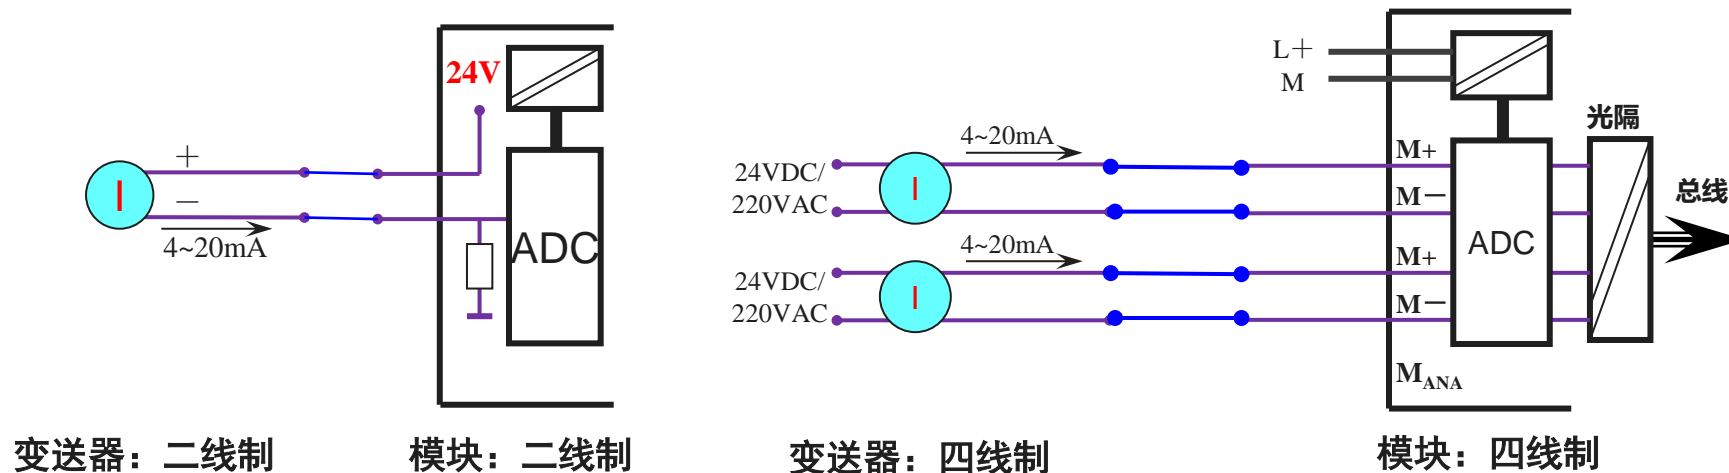 24V
+
I
−
4~20mA
ADC
变送器：二线制
模块：二线制
L+
M
光隔
4~20mA
24VDC/
220VAC
I
M+
M−
总线
ADC
4~20mA
24VDC/
220VAC
I
M+
M−
M_ANA
变送器：四线制
模块：四线制